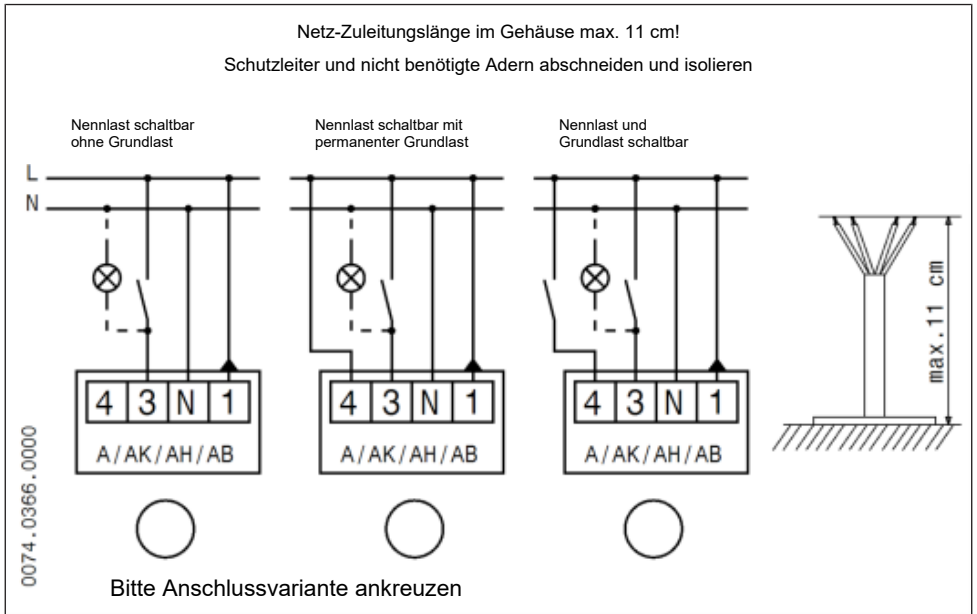 Netz-Zuleitungslänge im Gehäuse max. 11 cm!
Schutzleiter und nicht benötigte Adern abschneiden und isolieren
Nennlast schaltbar
ohne Grundlast
Nennlast schaltbar mit
permanenter Grundlast
Nennlast und
Grundlast schaltbar
L
N
4 3 N 1
A/AK/AH/AB
4 3 N 1
A/AK/AH/AB
4 3 N 1
A/AK/AH/AB
max.11 cm
0074.0366.0000
Bitte Anschlussvariante ankreuzen